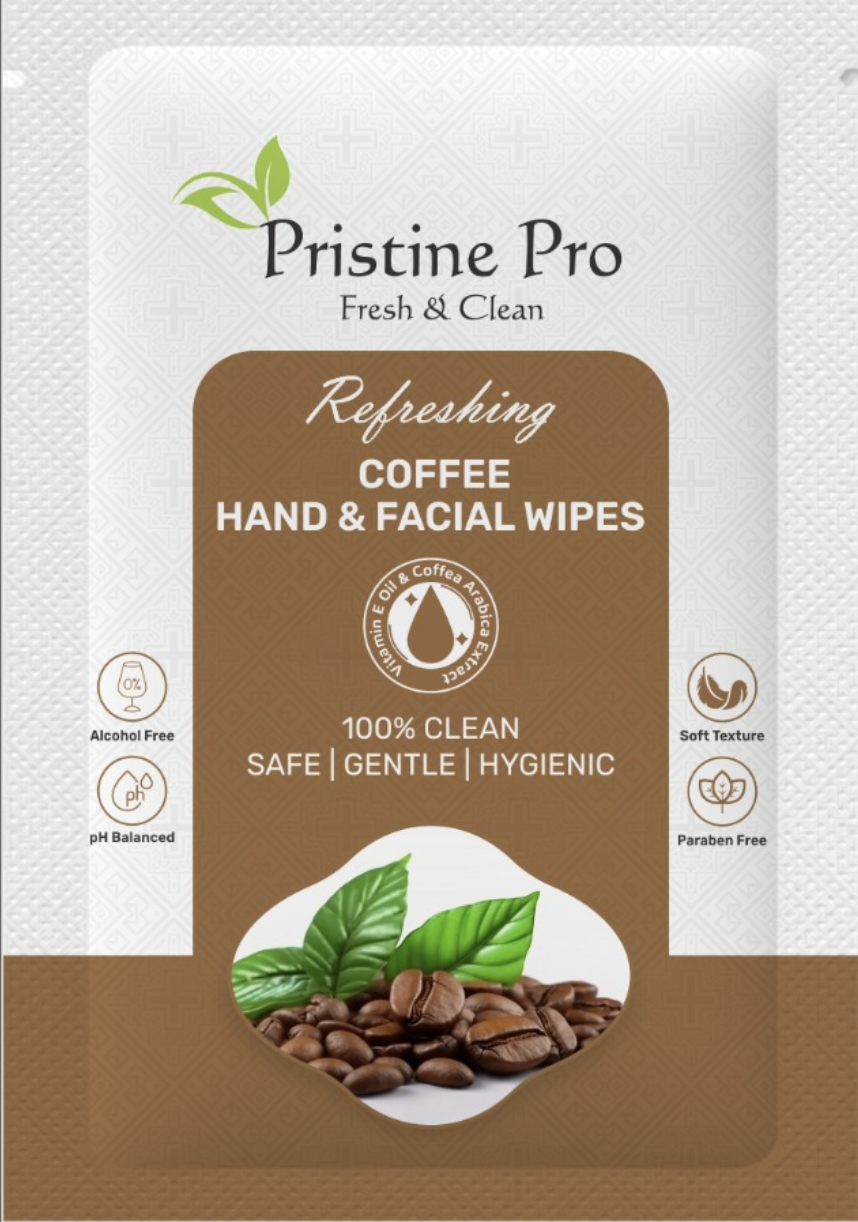 Pristine Pro
Fresh & Clean
Refreshing
COFFEE
HAND & FACIAL WIPES
Vitamin E Oil & Coffea Arabica Extract
0%
Alcohol Free
ph
pH Balanced
Soft Texture
Paraben Free
100% CLEAN
SAFE | GENTLE | HYGIENIC